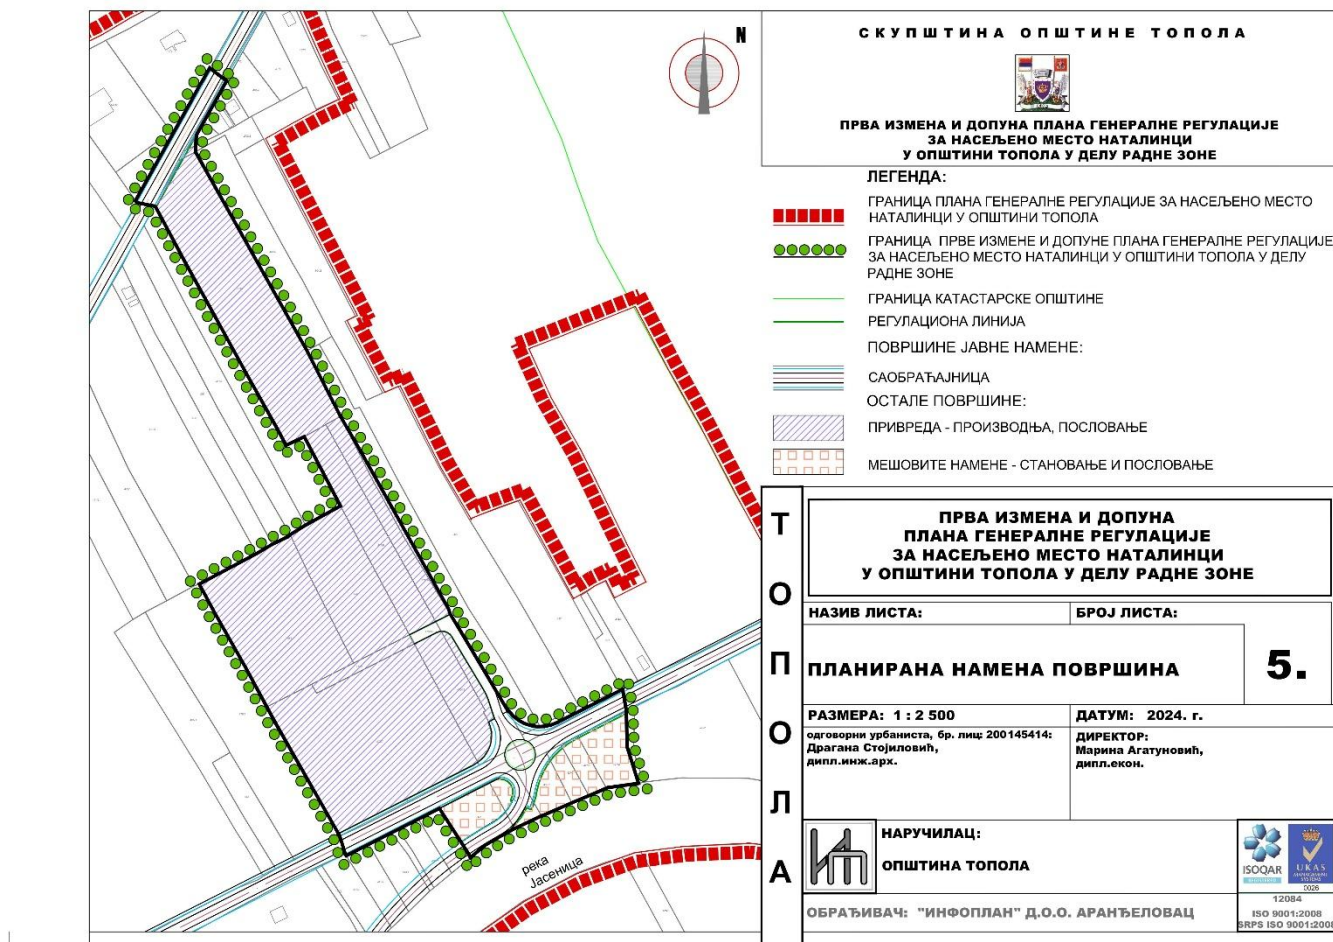 N
СКУПШТИНА ОПШТИНЕ ТОПОЛА
ПРВА ИЗМЕНА И ДОПУНА ПЛАНА ГЕНЕРАЛНЕ РЕГУЛАЦИЈЕ
ЗА НАСЕЉЕНО МЕСТО НАТАЛИНЦИ
У ОПШТИНИ ТОПОЛА У ДЕЛУ РАДНЕ ЗОНЕ
ЛЕГЕНДА:
ГРАНИЦА ПЛАНА ГЕНЕРАЛНЕ РЕГУЛАЦИЈЕ ЗА НАСЕЉЕНО МЕСТО
НАТАЛИНЦИ У ОПШТИНИ ТОПОЛА
ГРАНИЦА ПРВЕ ИЗМЕНЕ И ДОПУНЕ ПЛАНА ГЕНЕРАЛНЕ РЕГУЛАЦИЈЕ
ЗА НАСЕЉЕНО МЕСТО НАТАЛИНЦИ У ОПШТИНИ ТОПОЛА У ДЕЛУ
РАДНЕ ЗОНЕ
ГРАНИЦА КАТАСТАРСКЕ ОПШТИНЕ
РЕГУЛАЦИОНА ЛИНИЈА
ПОВРШИНЕ ЈАВНЕ НАМЕНЕ:
САОБРАЋАЈНИЦА
ОСТАЛЕ ПОВРШИНЕ:
ПРИВРЕДА - ПРОИЗВОДЊА, ПОСЛОВАЊЕ
МЕШОВИТЕ НАМЕНЕ - СТАНОВАЊЕ И ПОСЛОВАЊЕ
река
Јасеница
ТОПОЛА
ПРВА ИЗМЕНА И ДОПУНА
ПЛАНА ГЕНЕРАЛНЕ РЕГУЛАЦИЈЕ
ЗА НАСЕЉЕНО МЕСТО НАТАЛИНЦИ
У ОПШТИНИ ТОПОЛА У ДЕЛУ РАДНЕ ЗОНЕ
НАЗИВ ЛИСТА:
БРОЈ ЛИСТА:
ПЛАНИРАНА НАМЕНА ПОВРШИНА
5.
РАЗМЕРА: 1 : 2 500
ДАТУМ: 2024. г.
одговорни урбаниста, бр. лиц: 200145414:
Драгана Стојиловић,
дипл.инж.арх.
ДИРЕКТОР:
Марина Агатуновић,
дипл.екон.
НАРУЧИЛАЦ:
ОПШТИНА ТОПОЛА
ОБРАЂИВАЧ: "ИНФОПЛАН" Д.О.О. АРАНЂЕЛОВАЦ
ISOQAR
UKAS
0026
12084
ISO 9001:2008
SRPS ISO 9001:2008